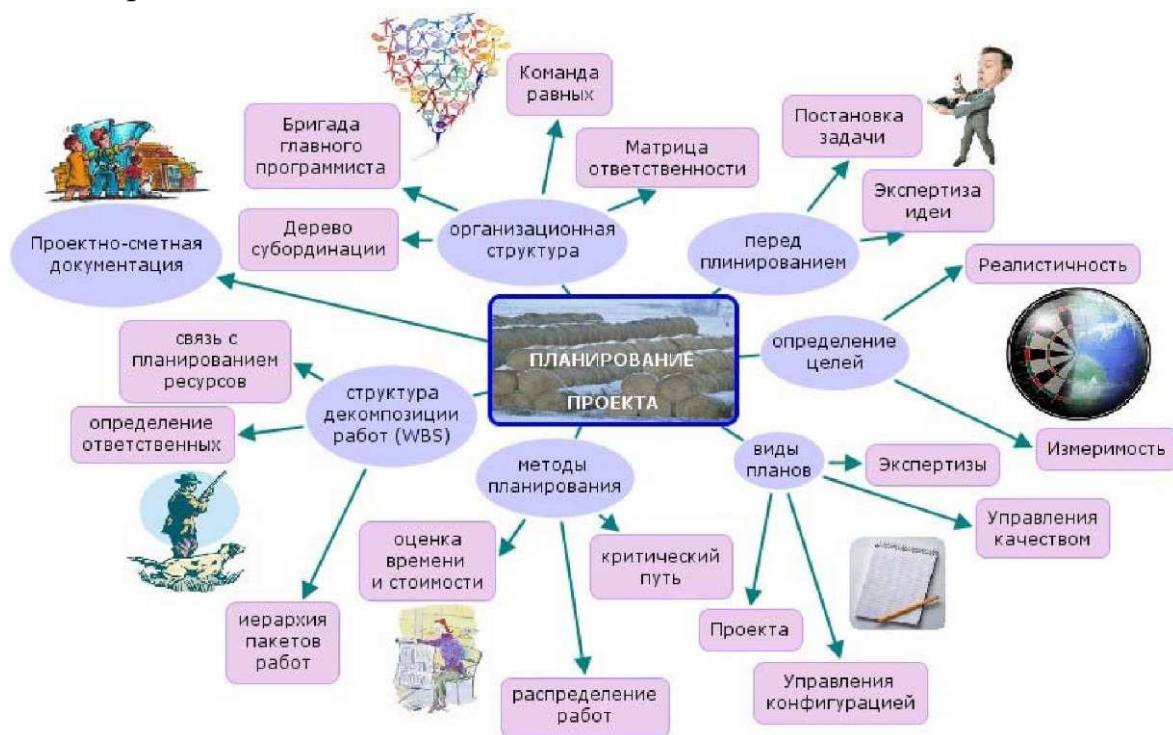 Команда
равных
Бригада
главного
программиста
Матрица
ответственности
Постановка
задачи
Экспертиза
идеи
Дерево
субординации
организационная
структура
перед
плинированием
Проектно-сметная
документация
Реалистичность
связь с
планированием
ресурсов
ПЛАНИРОВАНИЕ
ПРОЕКТА
определение
целей
структура
декомпозиции
работ (WBS)
определение
ответственных
методы
планирования
виды
планов
Экспертизы
Измеримость
Управления
качеством
оценка
времени
и стоимости
критический
путь
иерархия
пакетов
работ
Проекта
распределение
работ
Управления
конфигурацией